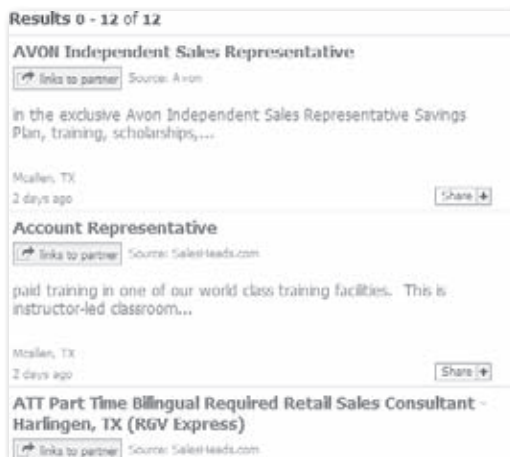 Results 0 - 12 of 12
AVON Independent Sales Representative
links to partner Source: Avon
in the exclusive Avon Independent Sales Representative Savings
Plan, training, scholarships,...
Mcallen, TX
2 days ago Share +
Account Representative
links to partner Source: SalesHeads.com
paid training in one of our world class training facilities. This is
instructor-led classroom...
Mcallen, TX
2 days ago Share +
ATT Part Time Bilingual Required Retail Sales Consultant -
Harlingen, TX (RGV Express)
links to partner Source: SalesHeads.com